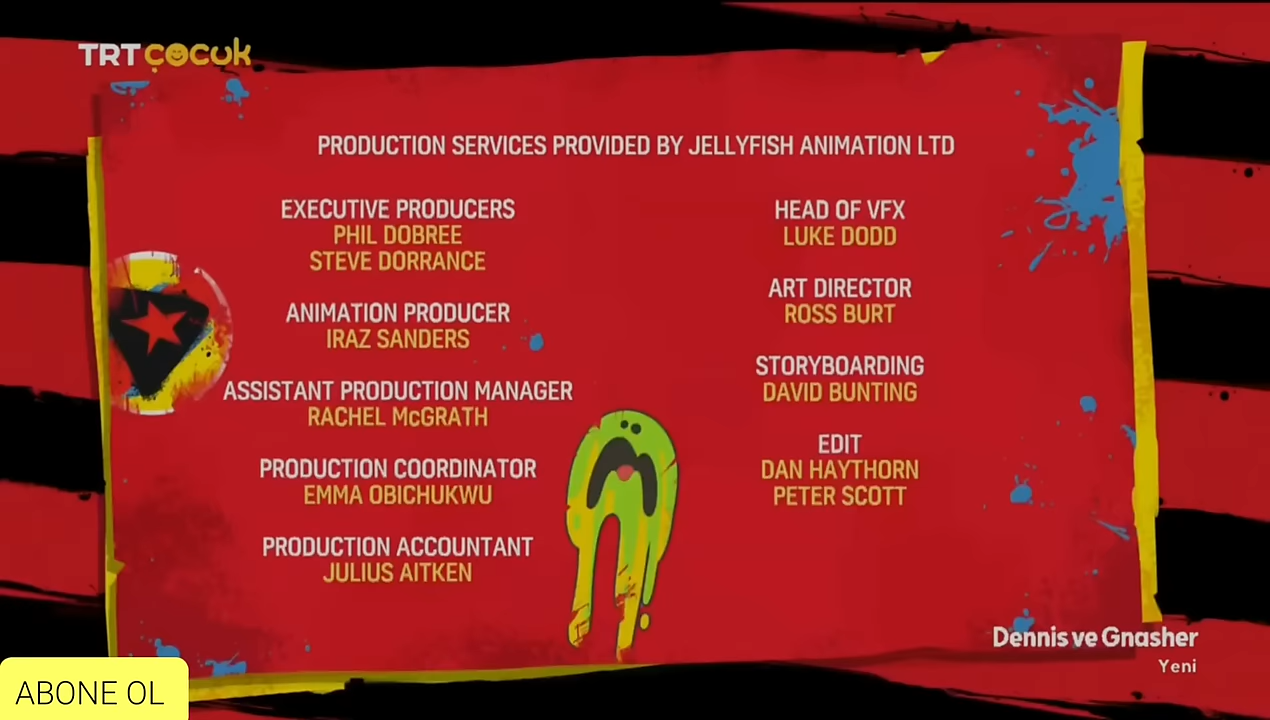 TRT çocuk
PRODUCTION SERVICES PROVIDED BY JELLYFISH ANIMATION LTD
EXECUTIVE PRODUCERS
PHIL DOBREE
STEVE DORRANCE
ANIMATION PRODUCER
IRAZ SANDERS
ASSISTANT PRODUCTION MANAGER
RACHEL McGRATH
PRODUCTION COORDINATOR
EMMA OBICHUKWU
PRODUCTION ACCOUNTANT
JULIUS AITKEN
HEAD OF VFX
LUKE DODD
ART DIRECTOR
ROSS BURT
STORYBOARDING
DAVID BUNTING
EDIT
DAN HAYTHORN
PETER SCOTT
Dennis ve Gnasher
Yeni
ABONE OL